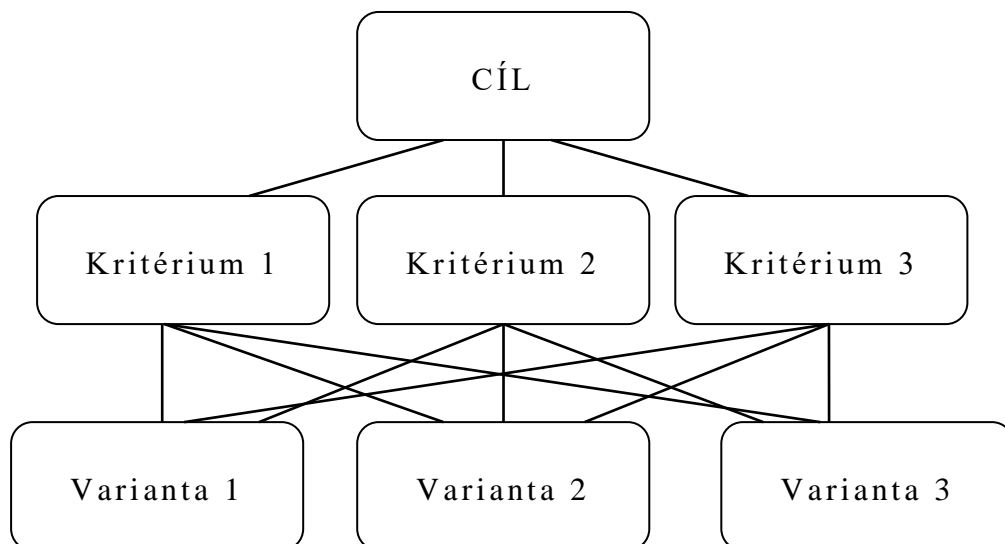 CÍL
Kritérium 1
Kritérium 2
Kritérium 3
Varianta 1
Varianta 2
Varianta 3